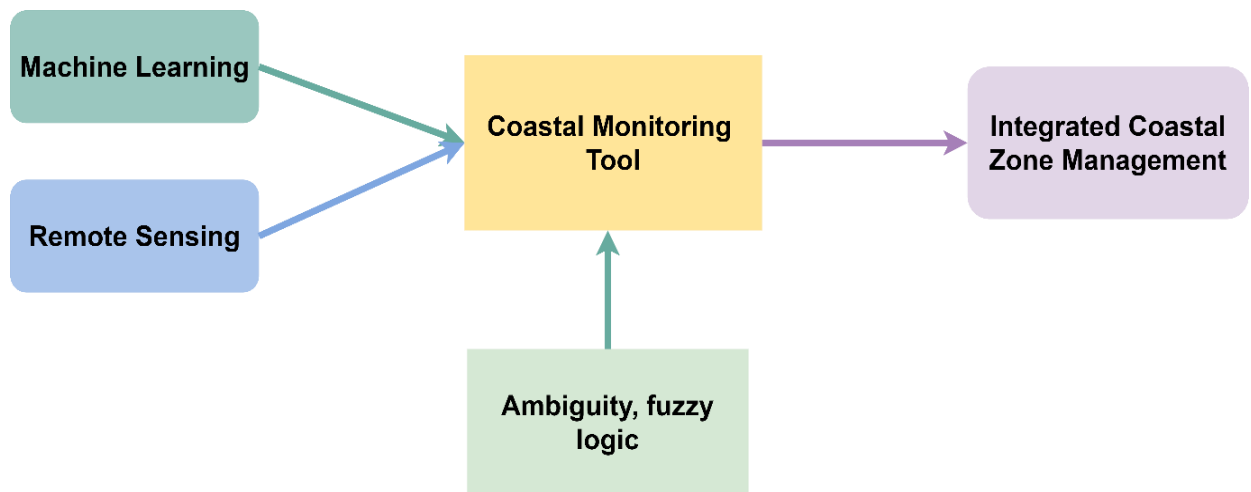 Machine Learning
Remote Sensing
Coastal Monitoring
Tool
Integrated Coastal
Zone Management
Ambiguity, fuzzy
logic